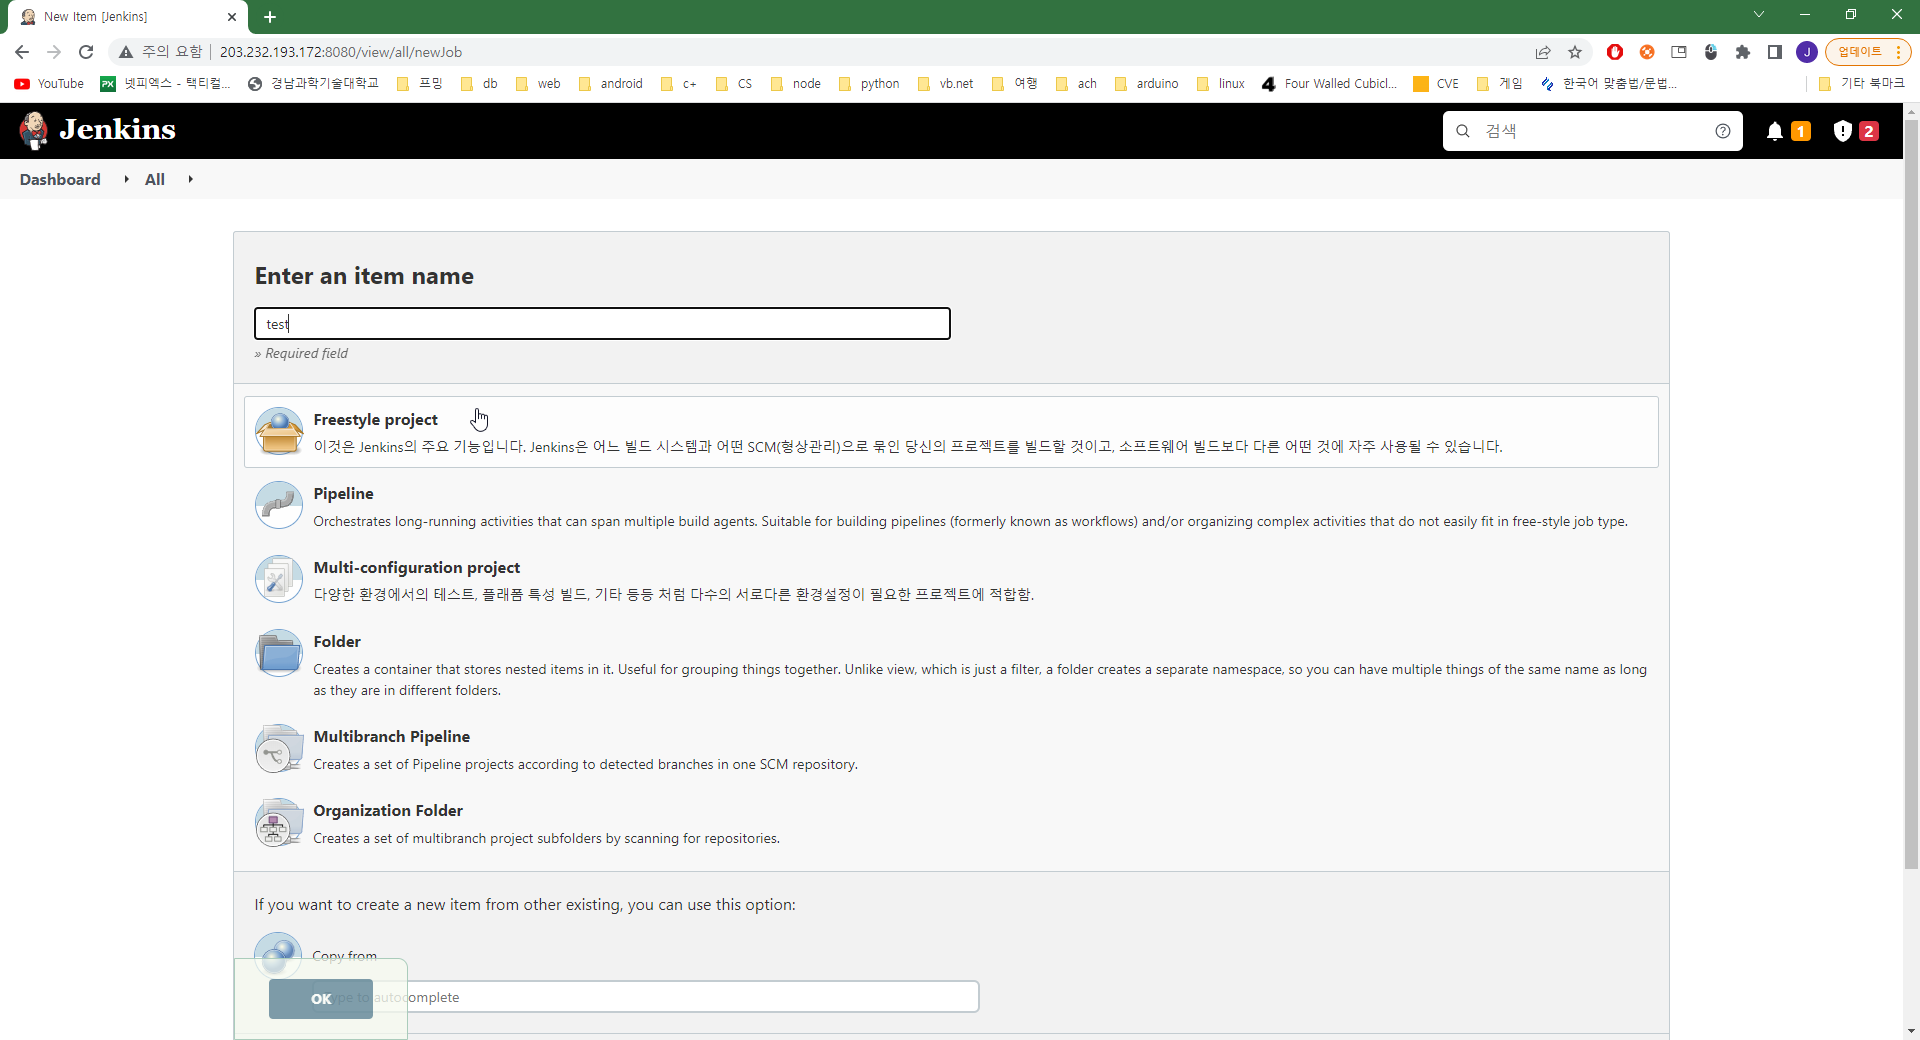 New Item [Jenkins]
주의 요함 203.232.193.172:8080/view/all/newJob
J 업데이트
YouTube PX 넷피엑스 - 택티컬... 경남과학기술대학교 프밍 db web android c+ CS node python vb.net 여행 ach arduino linux 4 Four Walled Cubicl... CVE 게임 한국어 맞춤법/문법... 기타 북마크
Jenkins 검색 1 2
Dashboard All
Enter an item name
test
» Required field
Freestyle project
이것은 Jenkins의 주요 기능입니다. Jenkins은 어느 빌드 시스템과 어떤 SCM(형상관리)으로 묶인 당신의 프로젝트를 빌드할 것이고, 소프트웨어 빌드보다 다른 어떤 것에 자주 사용될 수 있습니다.
Pipeline
Orchestrates long-running activities that can span multiple build agents. Suitable for building pipelines (formerly known as workflows) and/or organizing complex activities that do not easily fit in free-style job type.
Multi-configuration project
다양한 환경에서의 테스트, 플래폼 특성 빌드, 기타 등등 처럼 다수의 서로다른 환경설정이 필요한 프로젝트에 적합함.
Folder
Creates a container that stores nested items in it. Useful for grouping things together. Unlike view, which is just a filter, a folder creates a separate namespace, so you can have multiple things of the same name as long
as they are in different folders.
Multibranch Pipeline
Creates a set of Pipeline projects according to detected branches in one SCM repository.
Organization Folder
Creates a set of multibranch project subfolders by scanning for repositories.
If you want to create a new item from other existing, you can use this option:
Copy from
OK to autocomplete